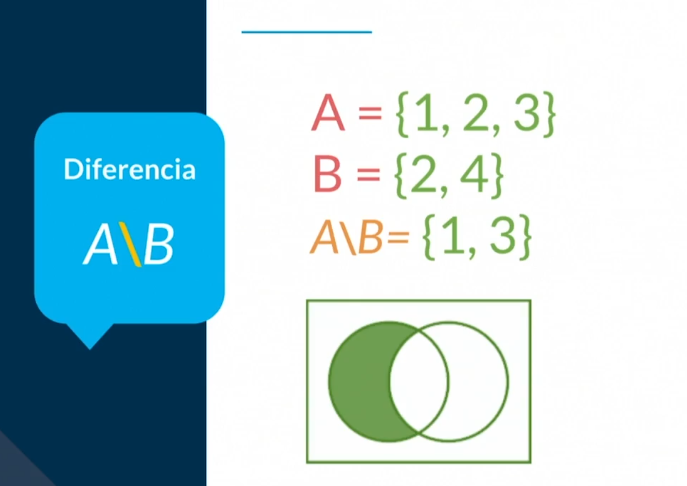 Diferencia
A\B
A = {1, 2, 3}
B = {2, 4}
A\B= {1, 3}